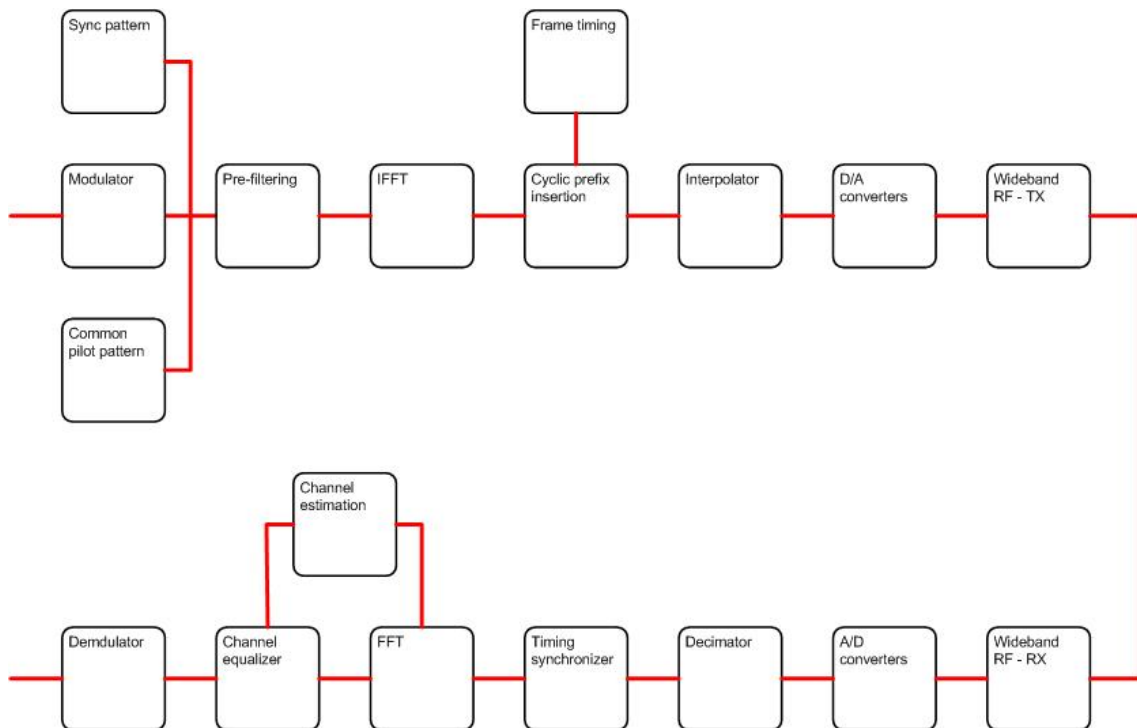 Sync pattern
Frame timing
Modulator
Pre-filtering
IFFT
Cyclic prefix
insertion
Interpolator
D/A
converters
Wideband
RF - TX
Common
pilot pattern
Channel
estimation
Demdulator
Channel
equalizer
FFT
Timing
synchronizer
Decimator
A/D
converters
Wideband
RF - RX